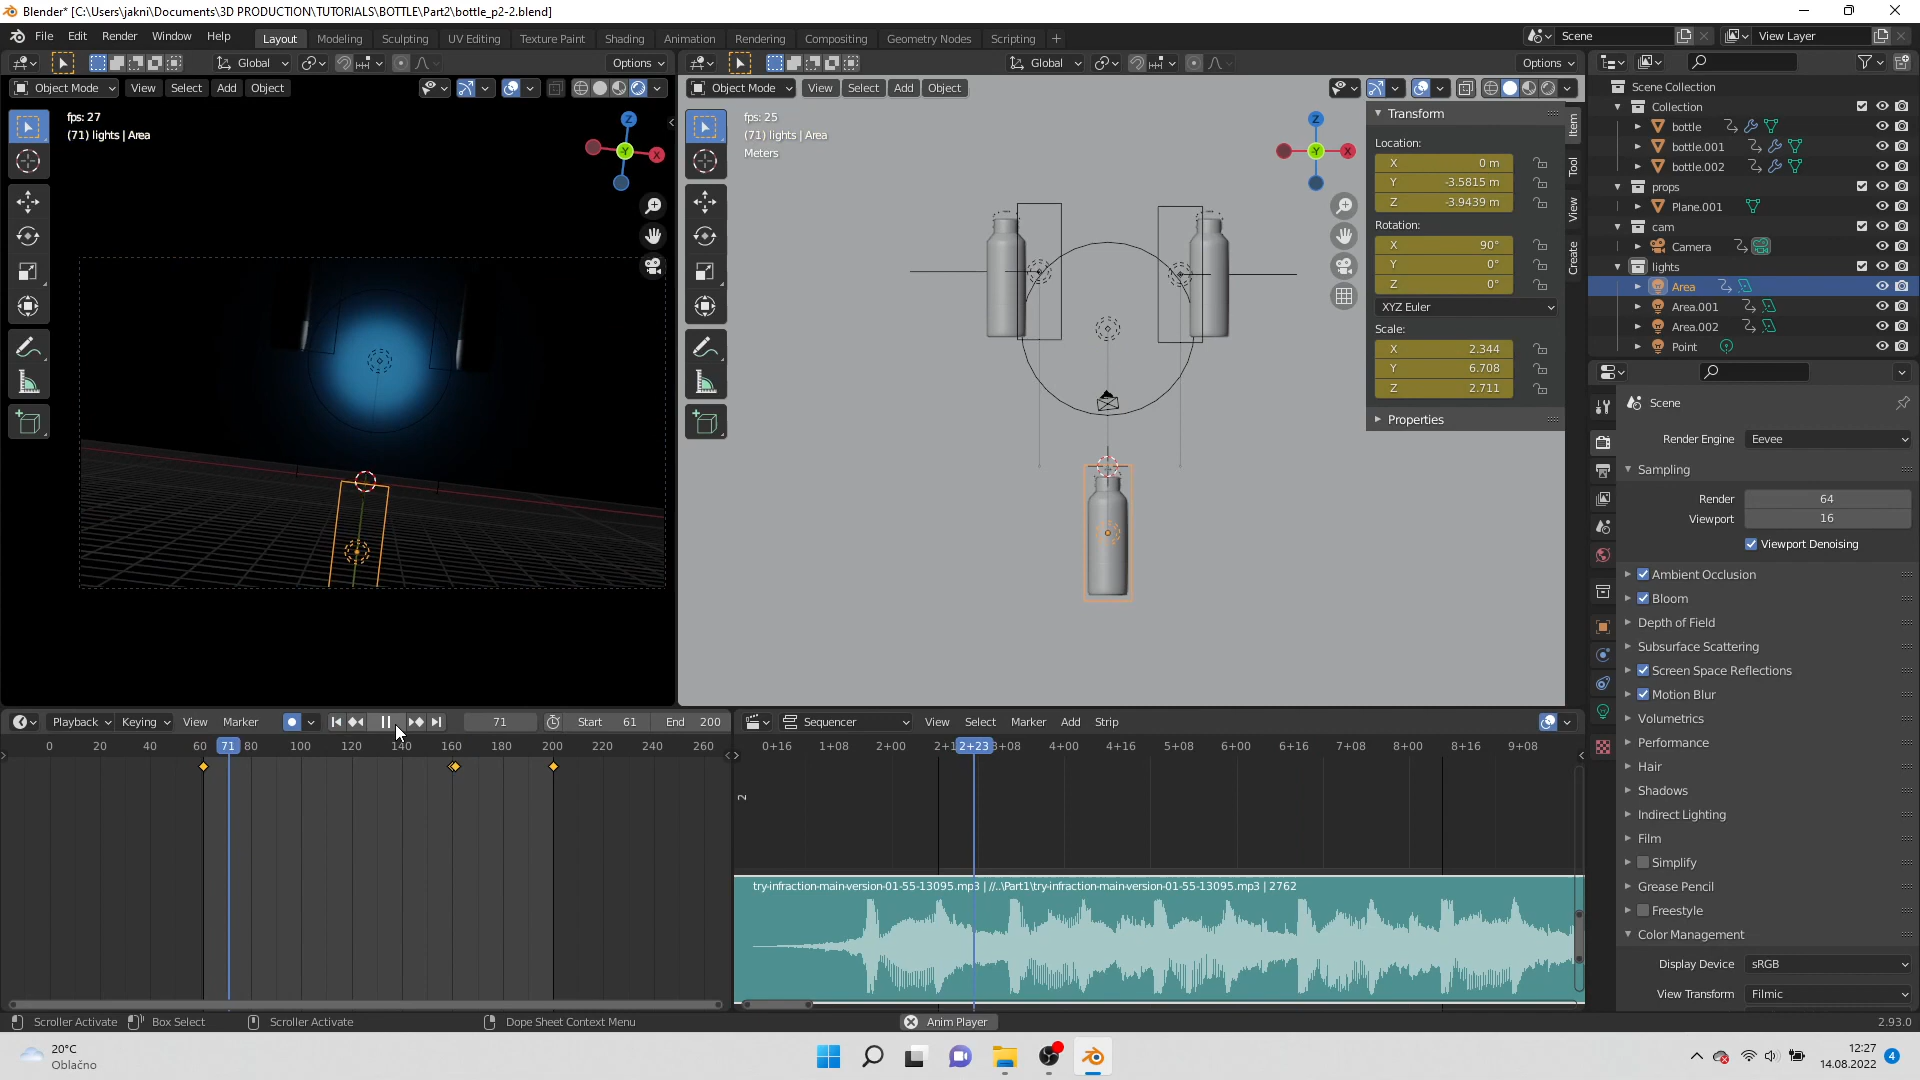 Blender* [C:\Users\jakni\Documents\3D PRODUCTION\TUTORIALS\BOTTLE\Part2\bottle_p2-2.blend]
File Edit Render Window Help Layout Modeling Sculpting UV Editing Texture Paint Shading Animation Rendering Compositing Geometry Nodes Scripting + Scene View Layer
Global Options Global Options
Object Mode View Select Add Object Object Mode View Select Add Object
fps: 27
(71) lights | Area
Z
X
Y
fps: 25
(71) lights | Area
Meters
Z
X
Y
Transform
Location:
X 0 m
Y -3.5815 m
Z -3.9439 m
Rotation:
X 90°
Y 0°
Z 0°
XYZ Euler
Scale:
X 2.344
Y 6.708
Z 2.711
Properties
Item
Tool
View
Create
Scene Collection
Collection
bottle
bottle.001
bottle.002
props
Plane.001
cam
Camera
lights
Area
Area.001
Area.002
Point
Scene
Render Engine Eevee
Sampling
Render 64
Viewport 16
Viewport Denoising
Ambient Occlusion
Bloom
Depth of Field
Subsurface Scattering
Screen Space Reflections
Motion Blur
Volumetrics
Performance
Hair
Shadows
Indirect Lighting
Film
Simplify
Grease Pencil
Freestyle
Color Management
Display Device sRGB
View Transform Filmic
Playback Keying View Marker 71 Start 61 End 200
0 20 40 60 71 80 100 120 140 160 180 200 220 240 260
Sequencer View Select Marker Add Strip
0+16 1+08 2+00 2+23 3+08 4+00 4+16 5+08 6+00 6+16 7+08 8+00 8+16 9+08
2
try-infraction-main-version-01-55-13095.mp3 | //..\Part1\try-infraction-main-version-01-55-13095.mp3 | 2762
Scroller Activate Box Select Scroller Activate Dope Sheet Context Menu Anim Player 2.93.0
20°C
Oblačno
12:27
14.08.2022
4